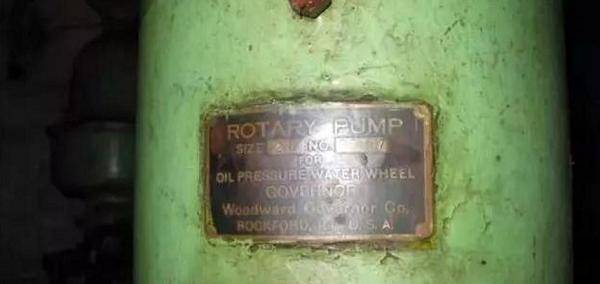 ROTARY PUMP
SIZE NO.
FOR
OIL PRESSURE WATER WHEEL
GOVERNOR
Woodward Governor Co.
ROCKFORD, U.S.A.